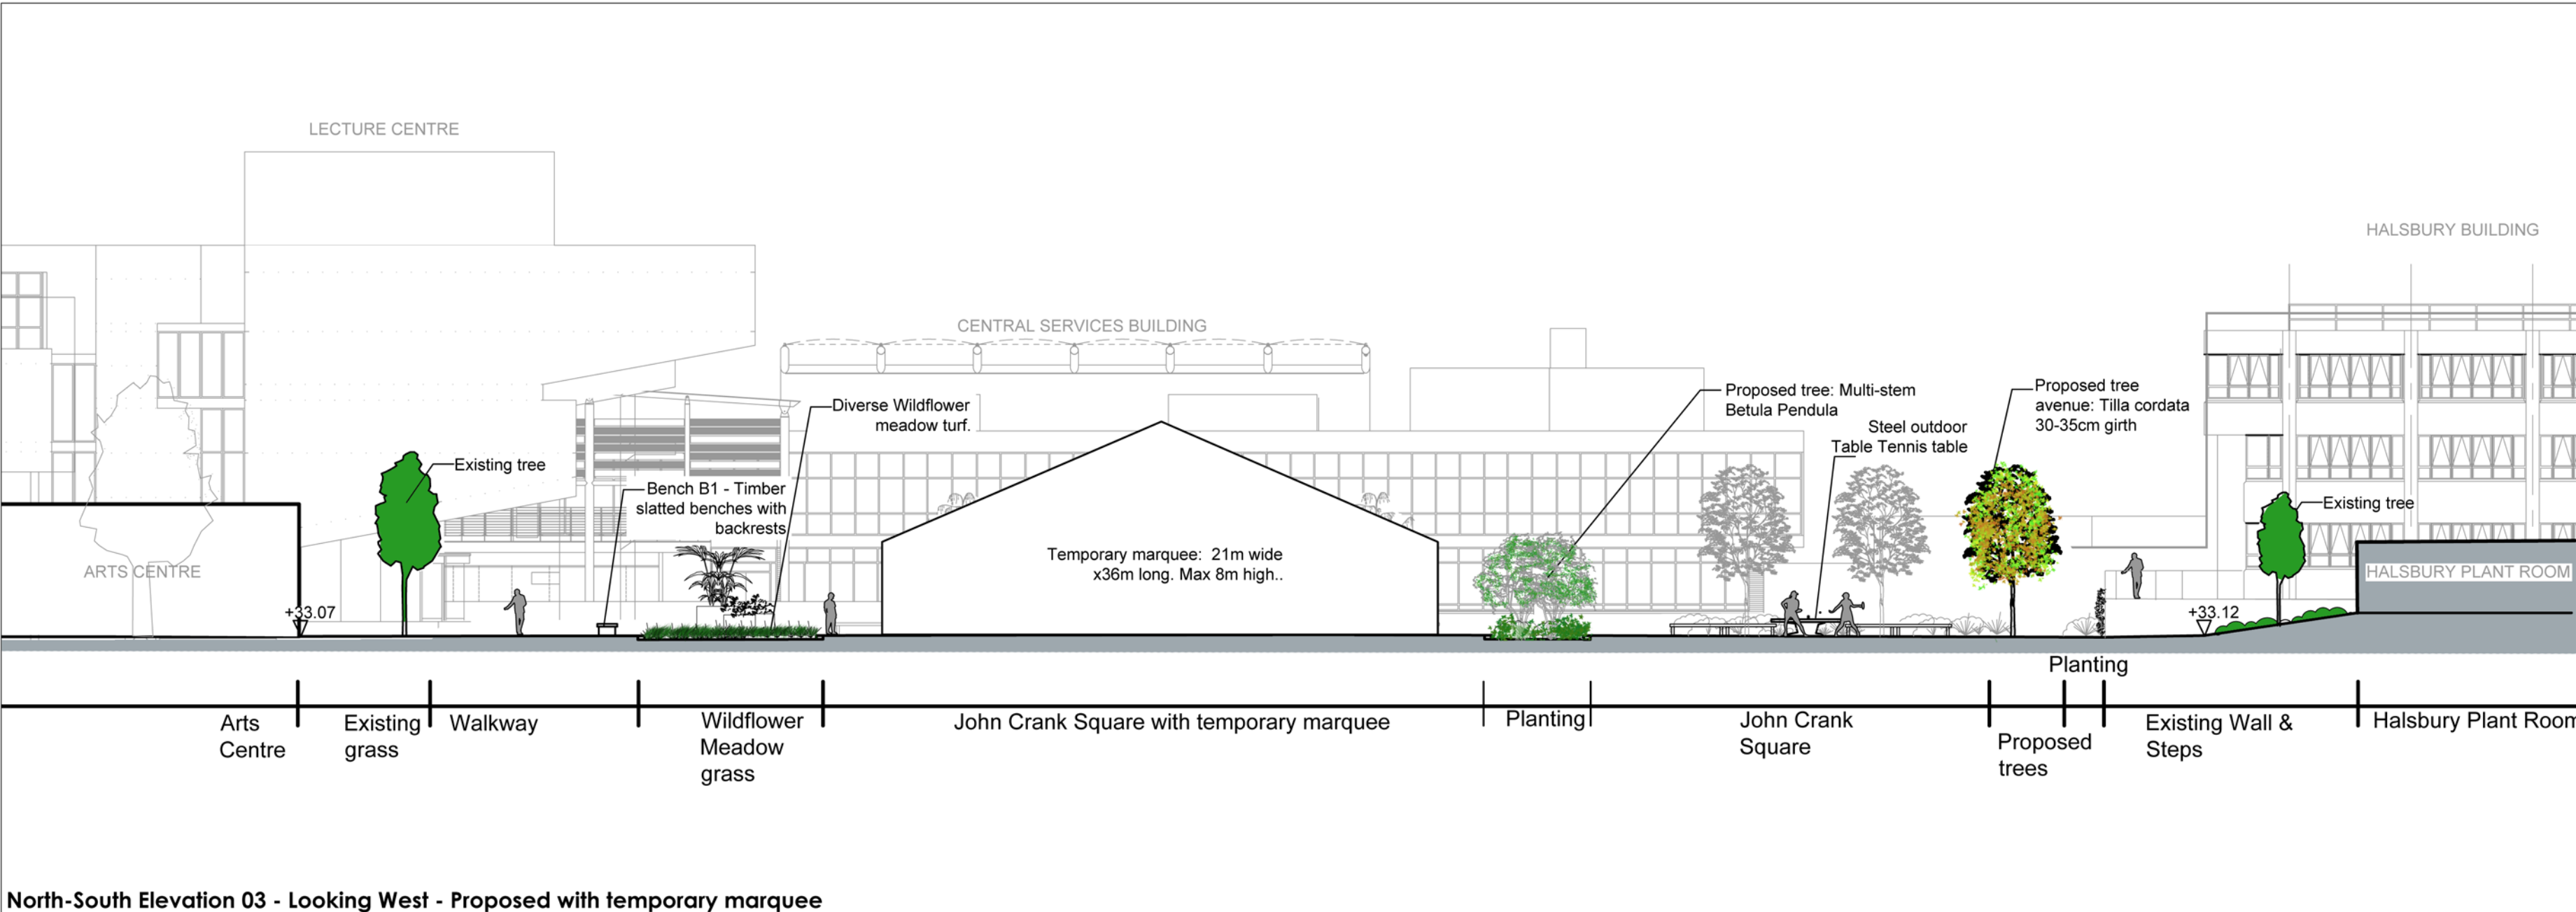 LECTURE CENTRE
HALSBURY BUILDING
CENTRAL SERVICES BUILDING
Diverse Wildflower
meadow turf.
Proposed tree: Multi-stem
Betula Pendula
Steel outdoor
Table Tennis table
Proposed tree
avenue: Tilla cordata
30-35cm girth
Existing tree
Bench B1 - Timber
slatted benches with
backrests
Existing tree
Temporary marquee: 21m wide
x36m long. Max 8m high..
ARTS CENTRE
HALSBURY PLANT ROOM
+33.07
+33.12
Planting
Arts
Centre
Existing
grass
Walkway
Wildflower
Meadow
grass
John Crank Square with temporary marquee
Planting
John Crank
Square
Proposed
trees
Existing Wall &
Steps
Halsbury Plant Room
North-South Elevation 03 - Looking West - Proposed with temporary marquee